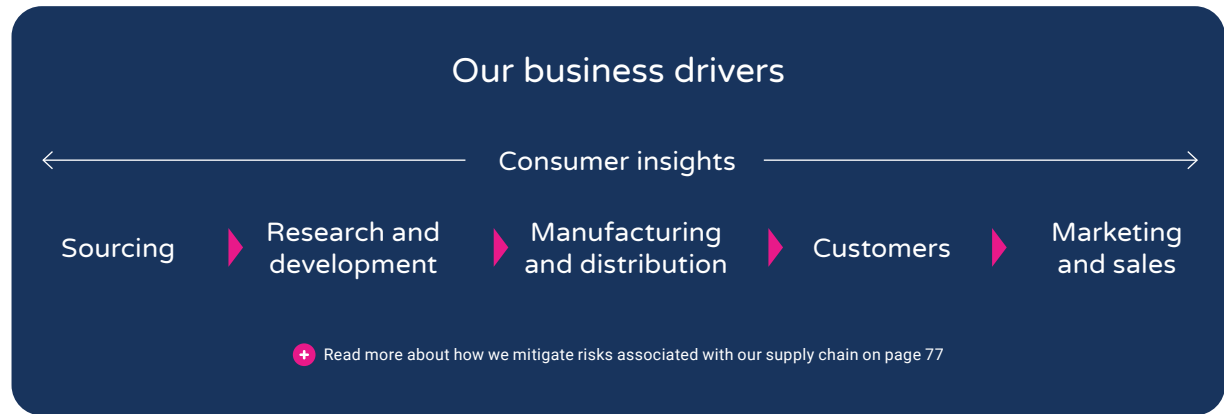 Our business drivers
Consumer insights
Sourcing
Research and
development
Manufacturing
and distribution
Customers
Marketing
and sales
Read more about how we mitigate risks associated with our supply chain on page 77